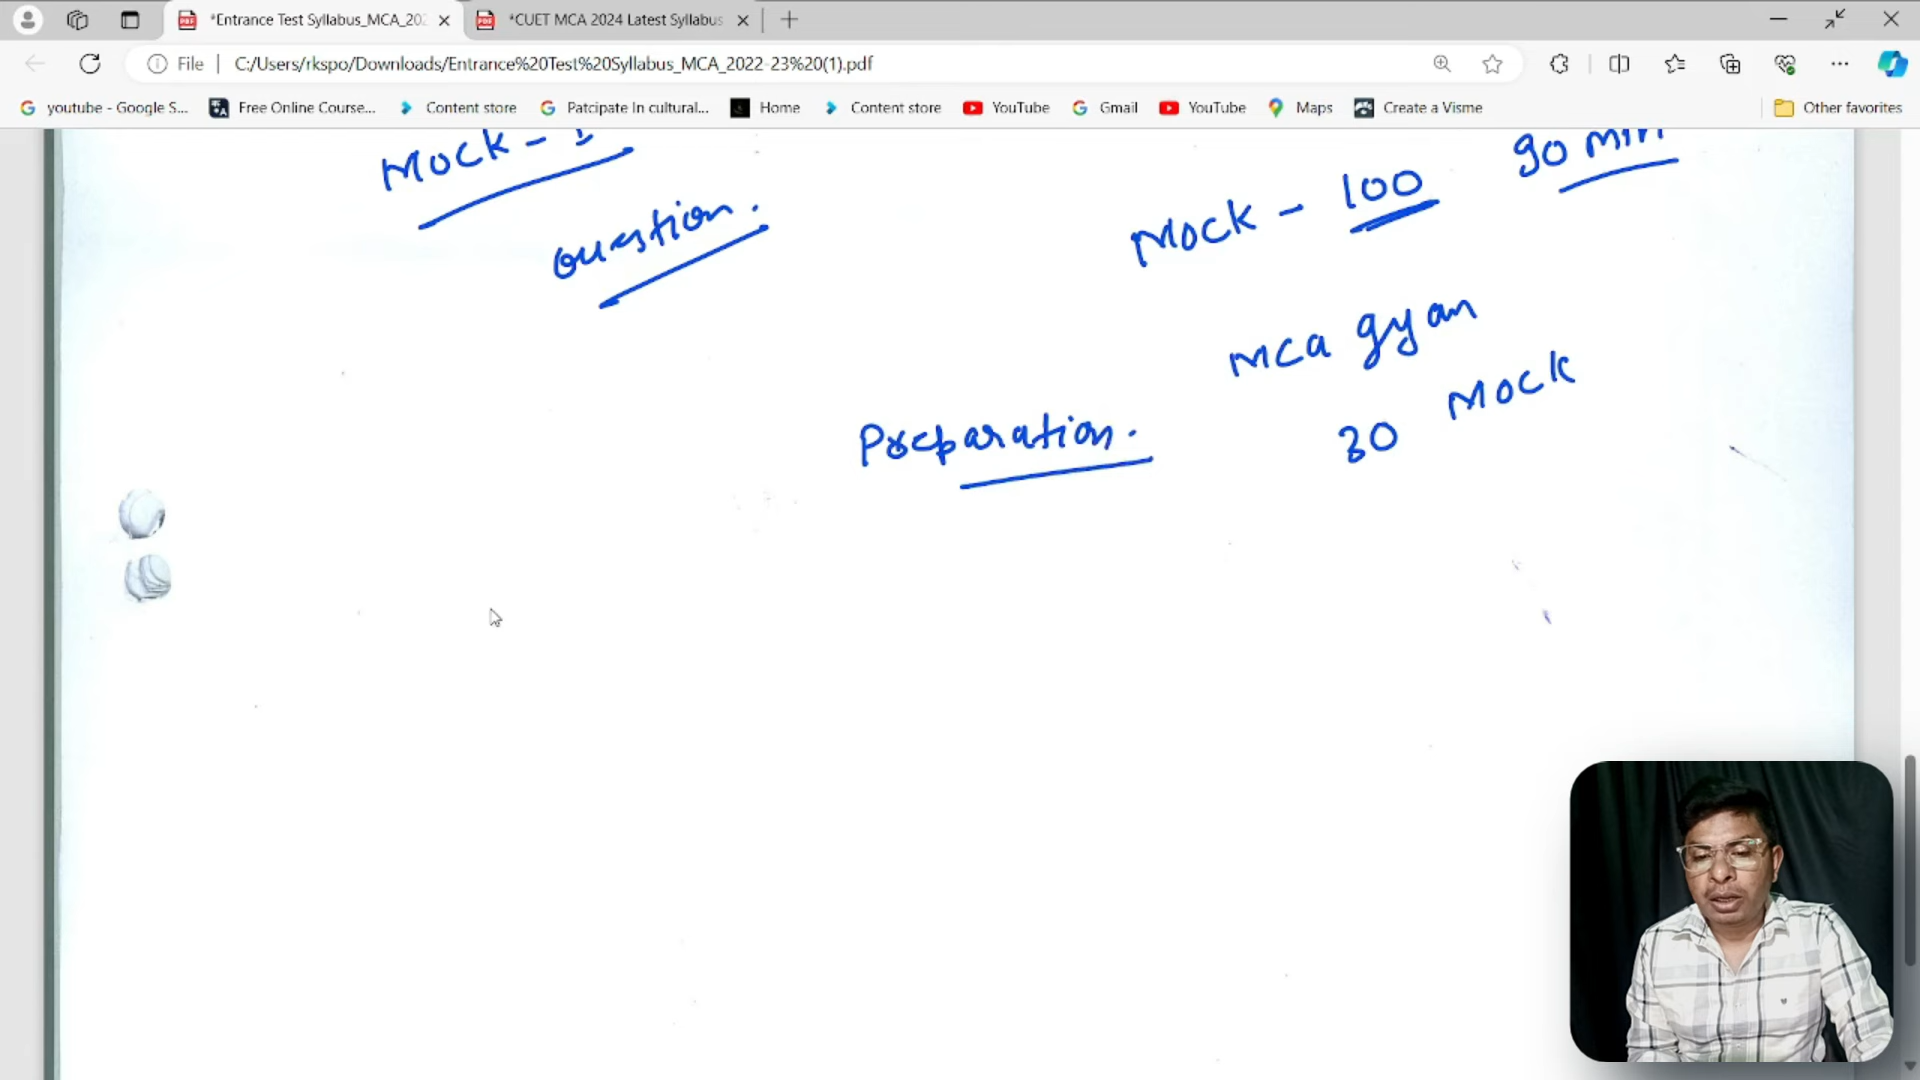 *Entrance Test Syllabus_MCA_202
*CUET MCA 2024 Latest Syllabus
File
C:/Users/rkspo/Downloads/Entrance%20Test%20Syllabus_MCA_2022-23%20(1).pdf
youtube - Google S...
Free Online Course...
Content store
Patcipate In cultural...
Home
Content store
YouTube
Gmail
YouTube
Maps
Create a Visme
Other favorites
Mock -
90 min
Mock - 100
Question.
MCA gyan
Mock
Preparation.
30